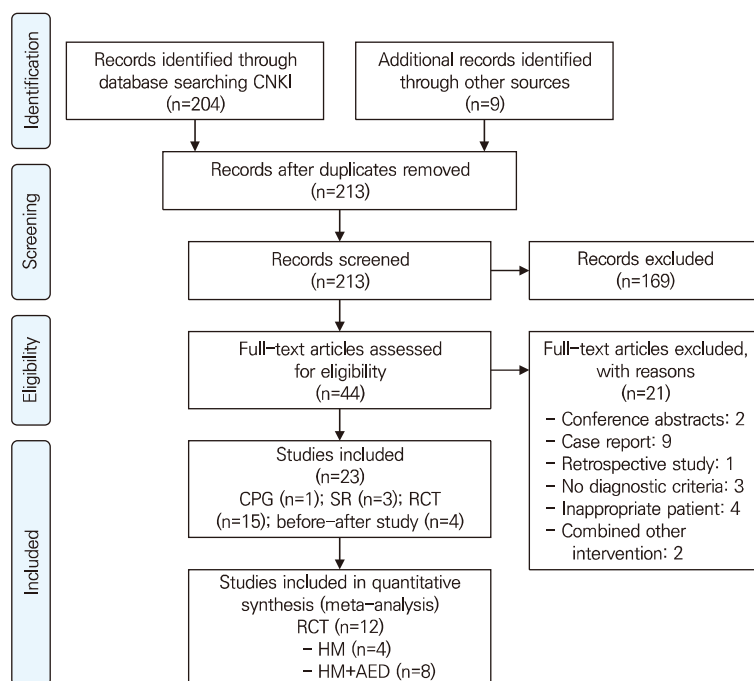 Identification
Records identified through
database searching CNKI
(n=204)
Additional records identified
through other sources
(n=9)
Screening
Records after duplicates removed
(n=213)
Records screened
(n=213)
Records excluded
(n=169)
Eligibility
Full-text articles assessed
for eligibility
(n=44)
Full-text articles excluded,
with reasons
(n=21)
- Conference abstracts: 2
- Case report: 9
- Retrospective study: 1
- No diagnostic criteria: 3
- Inappropriate patient: 4
- Combined other
intervention: 2
Included
Studies included
(n=23)
CPG (n=1); SR (n=3); RCT
(n=15); before-after study (n=4)
Studies included in quantitative
synthesis (meta-analysis)
RCT (n=12)
- HM (n=4)
- HM+AED (n=8)